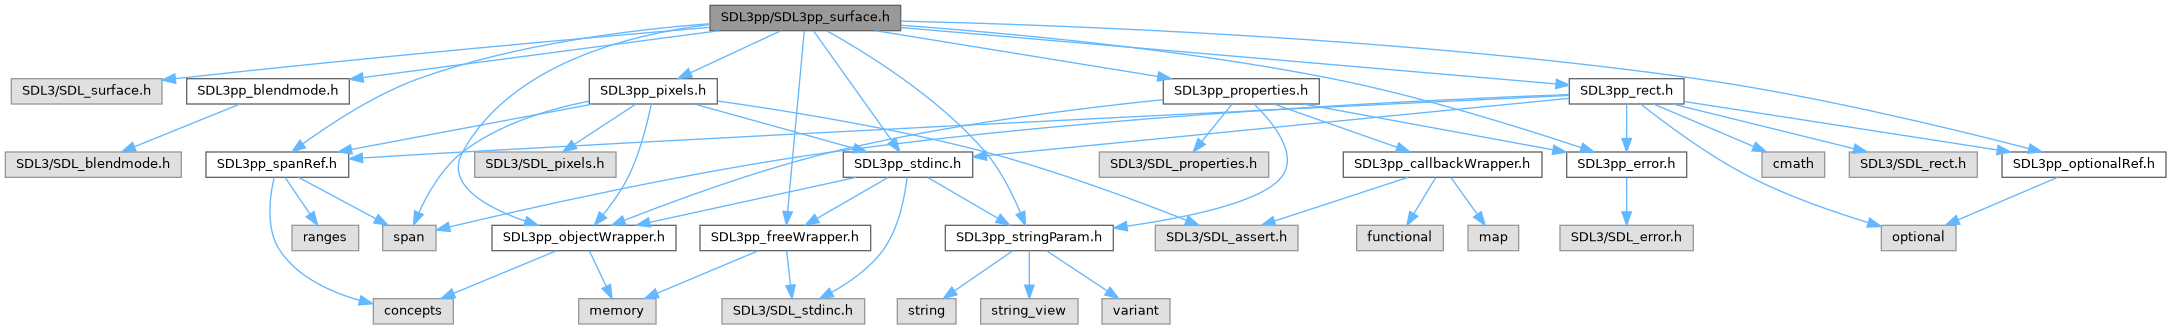 SDL3pp/SDL3pp_surface.h
SDL3/SDL_surface.h
SDL3pp_blendmode.h
SDL3pp_pixels.h
SDL3pp_properties.h
SDL3pp_rect.h
SDL3/SDL_blendmode.h
SDL3pp_spanRef.h
SDL3/SDL_pixels.h
SDL3pp_stdinc.h
SDL3/SDL_properties.h
SDL3pp_callbackWrapper.h
SDL3pp_error.h
cmath
SDL3/SDL_rect.h
SDL3pp_optionalRef.h
ranges
span
SDL3pp_objectWrapper.h
SDL3pp_freeWrapper.h
SDL3pp_stringParam.h
SDL3/SDL_assert.h
functional
map
SDL3/SDL_error.h
optional
concepts
memory
SDL3/SDL_stdinc.h
string
string_view
variant